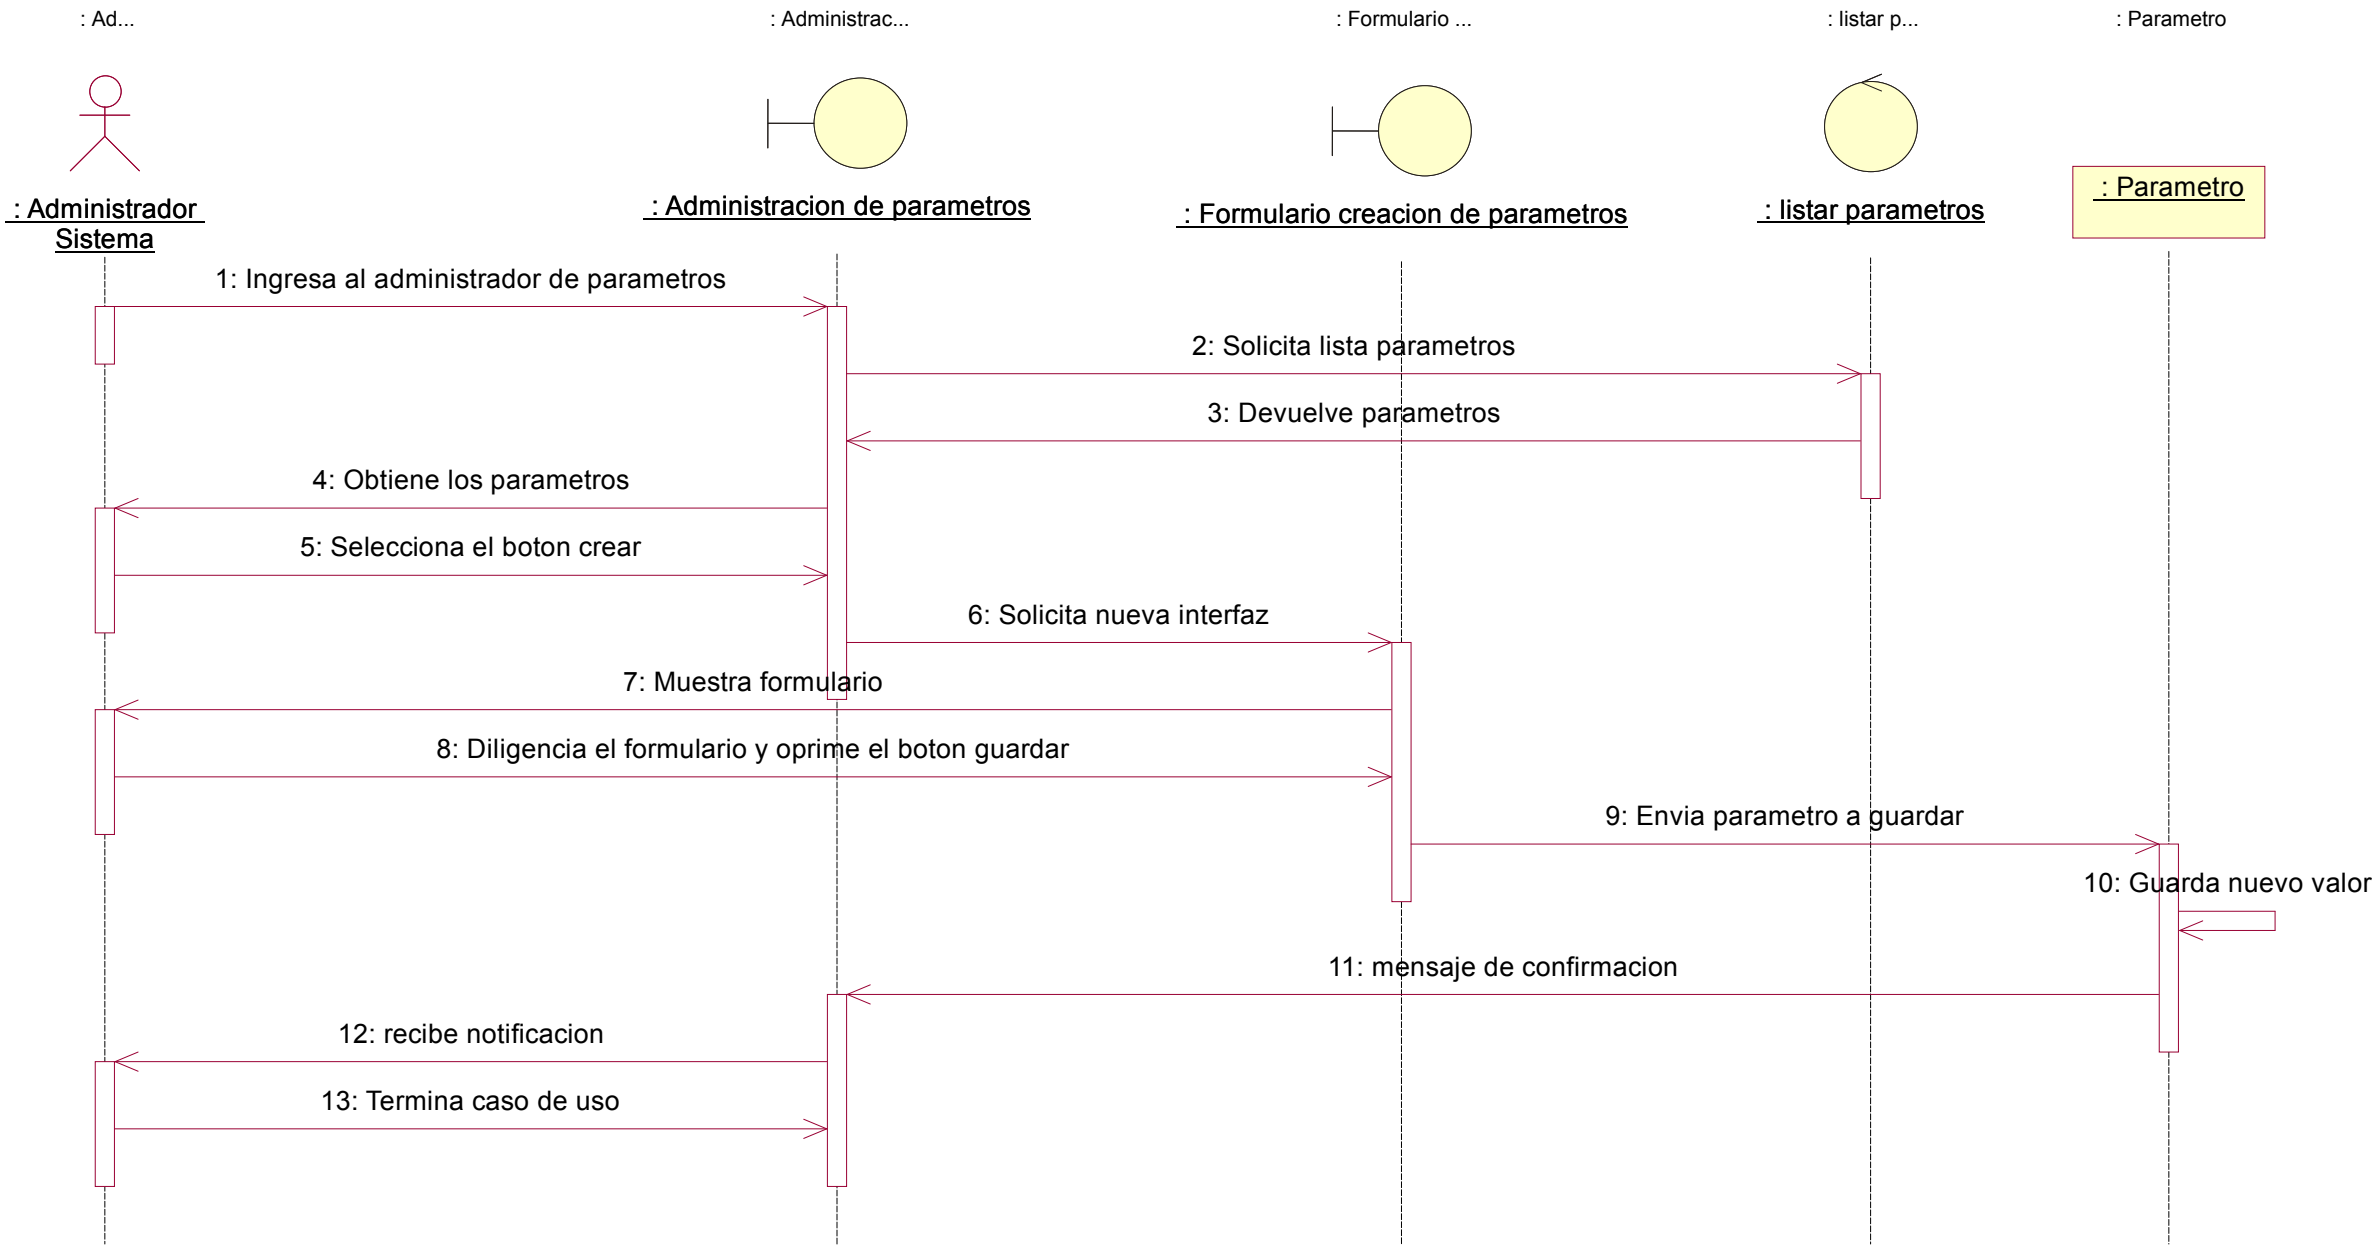 : Ad...
: Administrac...
: Formulario ...
: listar p...
: Parametro
: Administrador
Sistema
: Administracion de parametros
: Formulario creacion de parametros
: listar parametros
: Parametro
1: Ingresa al administrador de parametros
2: Solicita lista parametros
3: Devuelve parametros
4: Obtiene los parametros
5: Selecciona el boton crear
6: Solicita nueva interfaz
7: Muestra formulario
8: Diligencia el formulario y oprime el boton guardar
9: Envia parametro a guardar
10: Guarda nuevo valor
11: mensaje de confirmacion
12: recibe notificacion
13: Termina caso de uso